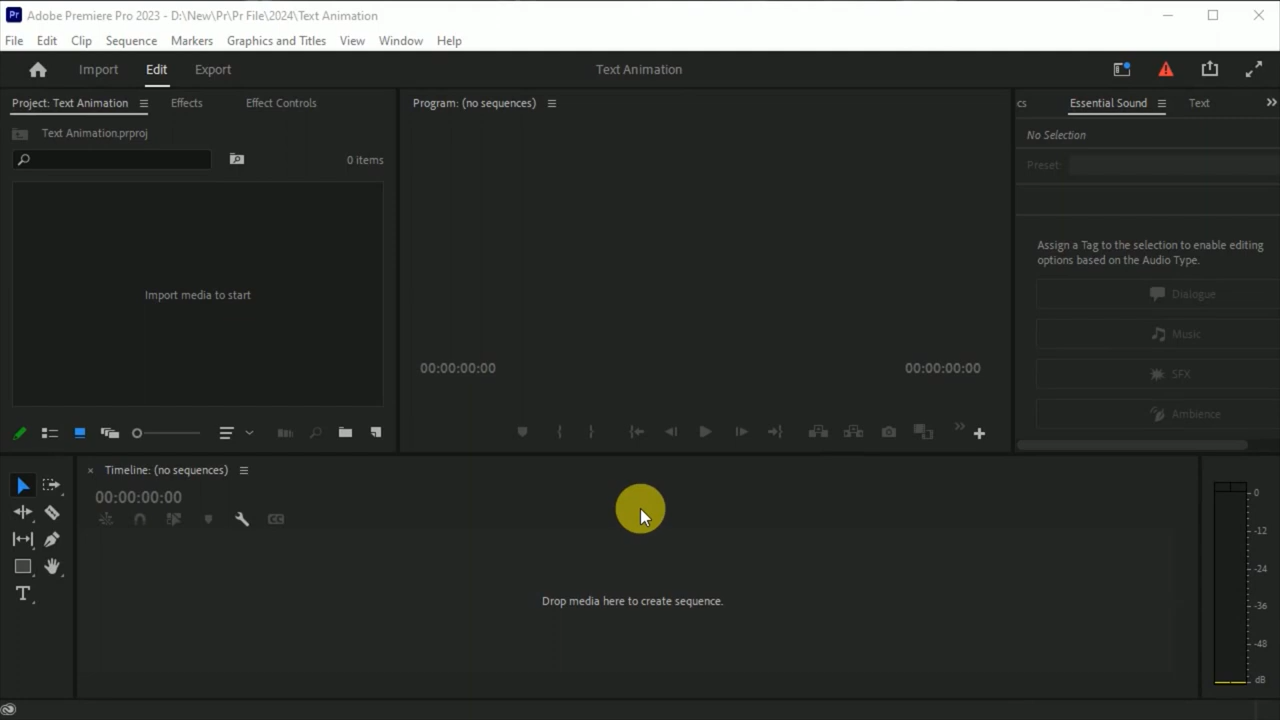 Pr Adobe Premiere Pro 2023 - D:\New\Pr\Pr File\2024\Text Animation
File Edit Clip Sequence Markers Graphics and Titles View Window Help
Import Edit Export Text Animation
Project: Text Animation Effects Effect Controls
Program: (no sequences)
cs Essential Sound Text
Text Animation.prproj
No Selection
0 items
Preset:
Assign a Tag to the selection to enable editing
options based on the Audio Type.
Import media to start
Dialogue
Music
SFX
Ambience
00:00:00:00 00:00:00:00
Timeline: (no sequences)
00:00:00:00
CC
T
Drop media here to create sequence.
0
-12
-24
-36
-48
dB